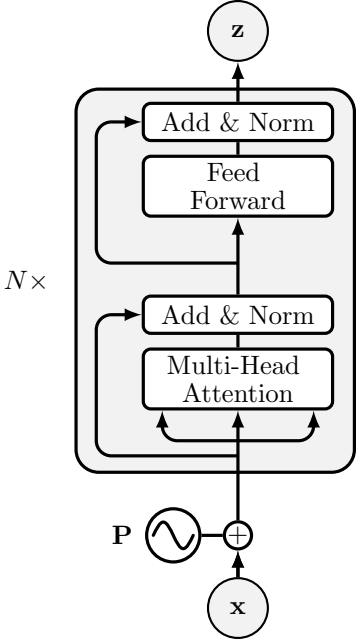 z
Add & Norm
Feed
Forward
N×
Add & Norm
Multi-Head
Attention
P
+
x